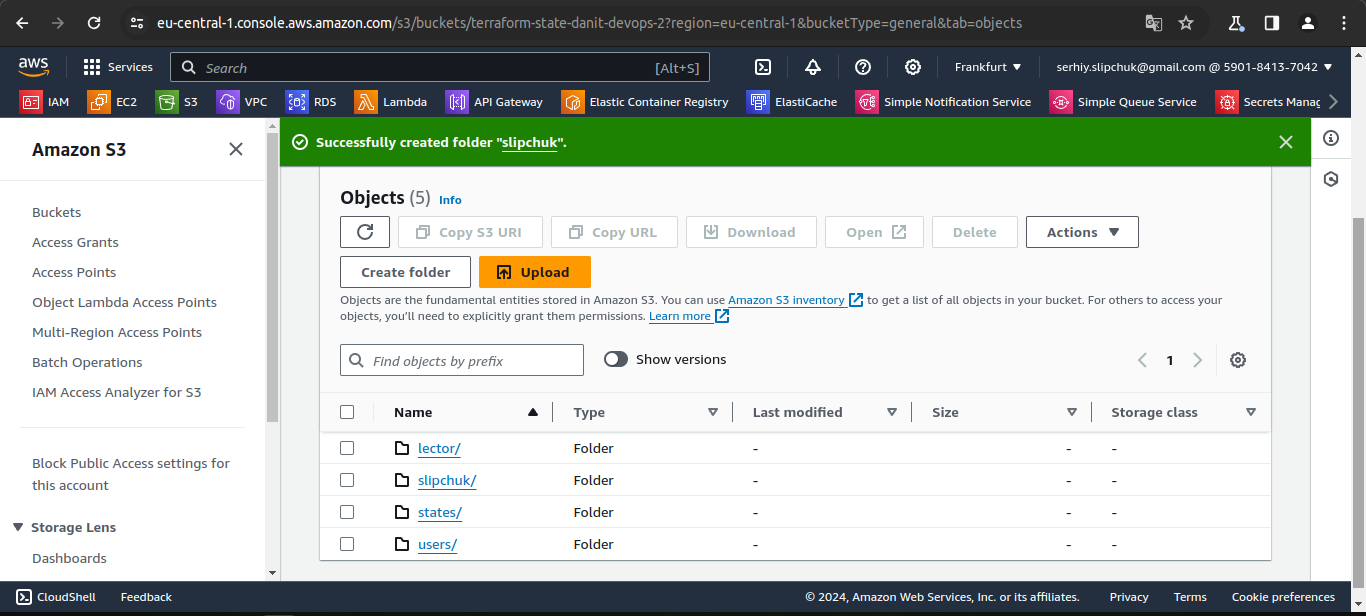 eu-central-1.console.aws.amazon.com/s3/buckets/terraform-state-danit-devops-2?region=eu-central-1&bucketType=general&tab=objects
aws
Services
Search
[Alt+S]
Frankfurt
serhiy.slipchuk@gmail.com @ 5901-8413-7042
IAM
EC2
S3
VPC
RDS
Lambda
API Gateway
Elastic Container Registry
ElastiCache
Simple Notification Service
Simple Queue Service
Secrets Manag
Amazon S3
Buckets
Access Grants
Access Points
Object Lambda Access Points
Multi-Region Access Points
Batch Operations
IAM Access Analyzer for S3
Block Public Access settings for
this account
Storage Lens
Dashboards
Successfully created folder "slipchuk".
Objects (5) Info
Copy S3 URI
Copy URL
Download
Open
Delete
Actions
Create folder
Upload
Objects are the fundamental entities stored in Amazon S3. You can use Amazon S3 inventory to get a list of all objects in your bucket. For others to access your
objects, you'll need to explicitly grant them permissions. Learn more
Find objects by prefix
Show versions
1
Name Type Last modified Size Storage class
lector/ Folder - - -
slipchuk/ Folder - - -
states/ Folder - - -
users/ Folder - - -
CloudShell Feedback © 2024, Amazon Web Services, Inc. or its affiliates. Privacy Terms Cookie preferences